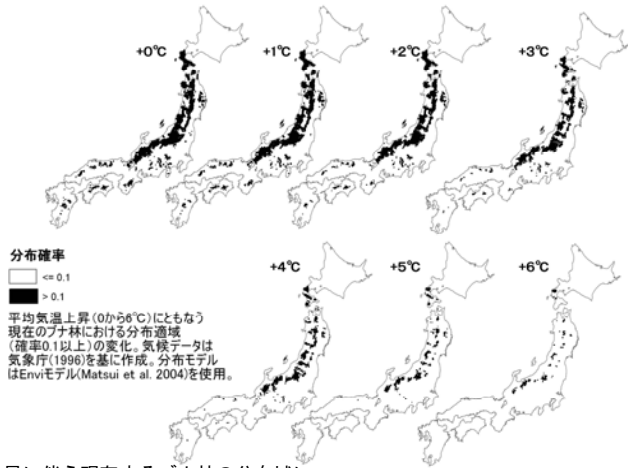 +0℃
+1℃
+2℃
+3℃
分布確率
<= 0.1
> 0.1
平均気温上昇(0から6℃)にともなう
現在のブナ林における分布適域
(確率0.1以上)の変化。気候データは
気象庁(1996)を基に作成。分布モデル
はEnviモデル(Matsui et al. 2004)を使用。
+4℃
+5℃
+6℃